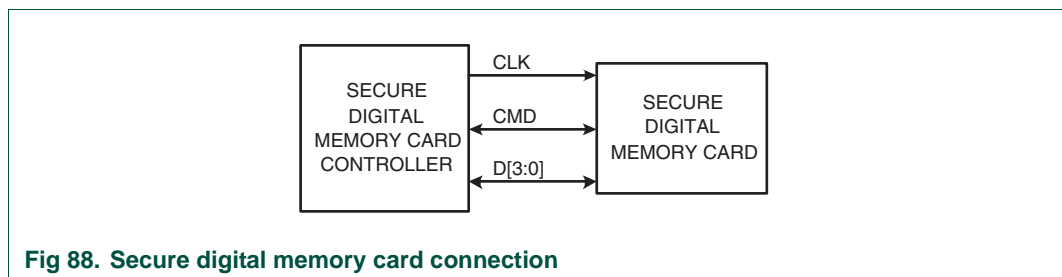 SECURE
DIGITAL
MEMORY CARD
CONTROLLER
CLK
CMD
D[3:0]
SECURE
DIGITAL
MEMORY CARD
Fig 88. Secure digital memory card connection